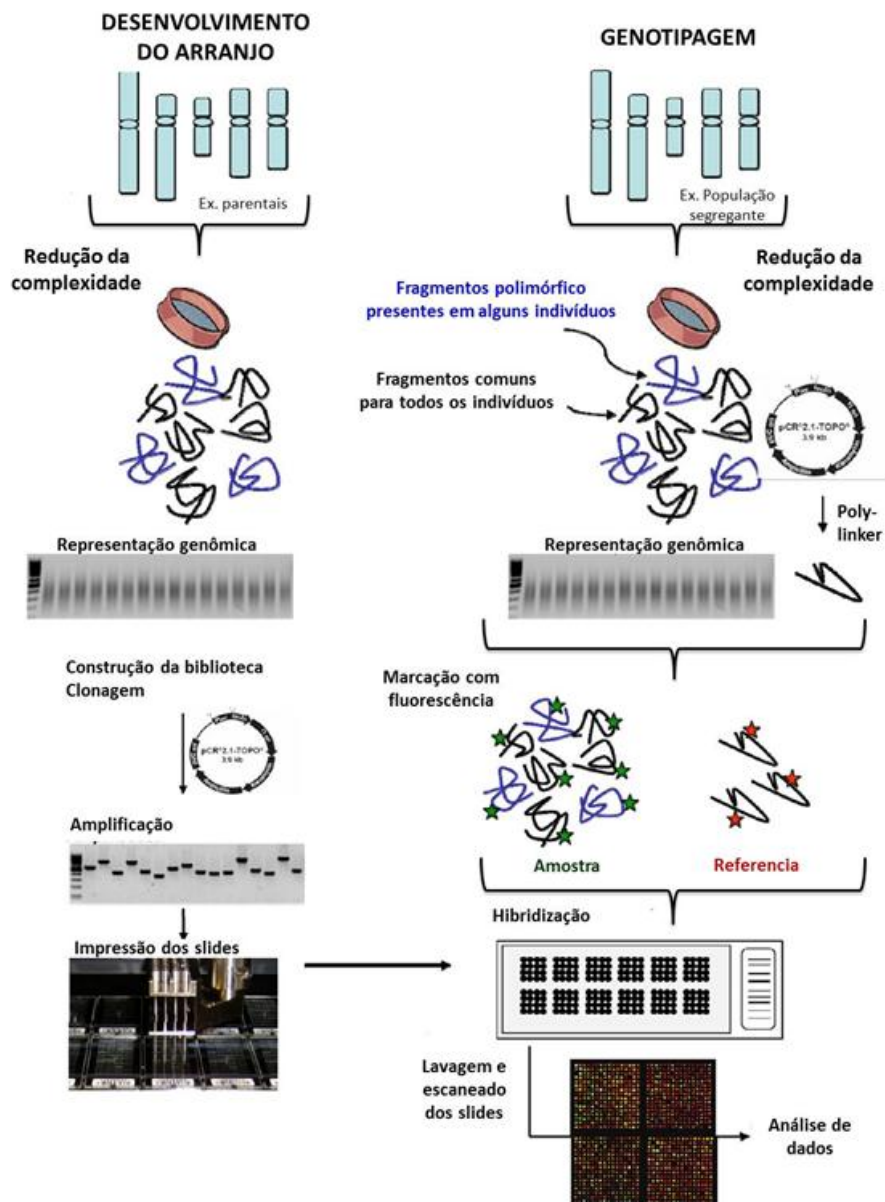 DESENVOLVIMENTO
DO ARRANJO
Ex. parentais
Redução da
complexidade
Representação genômica
Construção da biblioteca
Clonagem
pCR®2.1-TOPO®
3.9 kb
Amplificação
Impressão dos slides
GENOTIPAGEM
Ex. População
segregante
Redução da
complexidade
Fragmentos polimórfico
presentes em alguns indivíduos
Fragmentos comuns
para todos os indivíduos
pCR®2.1-TOPO®
3.9 kb
Poly-
linker
Representação genômica
Marcação com
fluorescência
Amostra
Referencia
Hibridização
Lavagem e
escaneado
dos slides
Análise de
dados